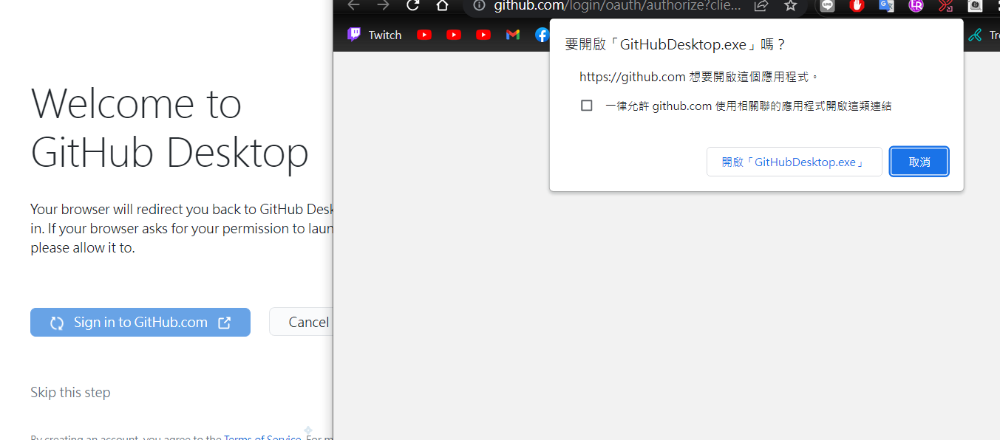 Welcome to
GitHub Desktop
Your browser will redirect you back to GitHub
in. If your browser asks for your permission to
please allow it to.
Sign in to GitHub.com
Cancel
Skip this step
By creating an account, you agree to the Terms of Service.
github.com/login/oauth/authorize?clie...
Twitch
要開啟「GitHubDesktop.exe」嗎？
https://github.com 想要開啟這個應用程式。
一律允許 github.com 使用相關聯的應用程式開啟這類連結
開啟「GitHubDesktop.exe」
取消